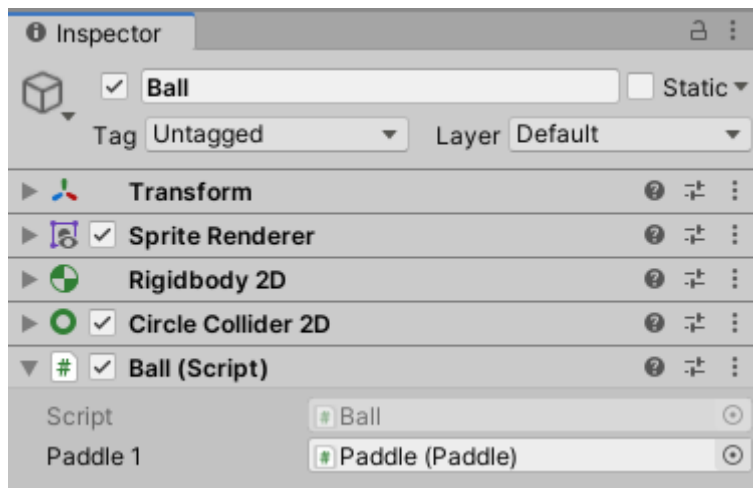 Inspector
Ball Static
Tag Untagged Layer Default
Transform
Sprite Renderer
Rigidbody 2D
Circle Collider 2D
# Ball (Script)
Script # Ball
Paddle 1 # Paddle (Paddle)